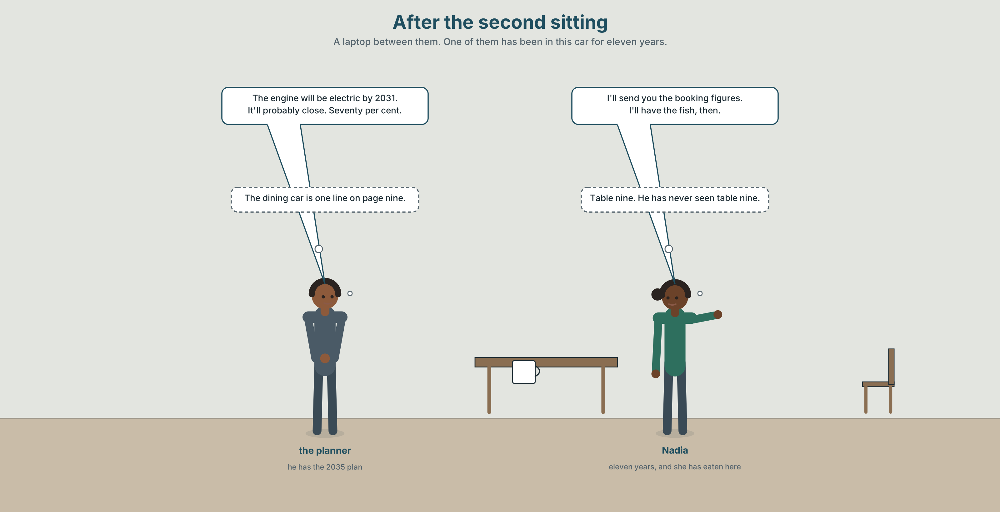 After the second sitting
A laptop between them. One of them has been in this car for eleven years.
The engine will be electric by 2031.
It'll probably close. Seventy per cent.
I'll send you the booking figures.
I'll have the fish, then.
The dining car is one line on page nine.
Table nine. He has never seen table nine.
the planner
he has the 2035 plan
Nadia
eleven years, and she has eaten here